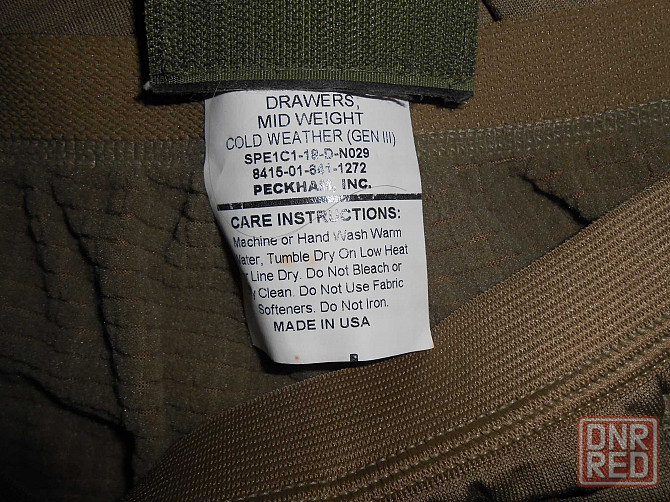 DRAWERS,
MID WEIGHT
COLD WEATHER (GEN III)
SPE1C1-18-D-N029
8415-01-641-1272
PECKHAM, INC.
CARE INSTRUCTIONS:
Machine or Hand Wash Warm
Water, Tumble Dry On Low Heat
r Line Dry. Do Not Bleach or
y Clean. Do Not Use Fabric
Softeners. Do Not Iron.
MADE IN USA
DNR
RED